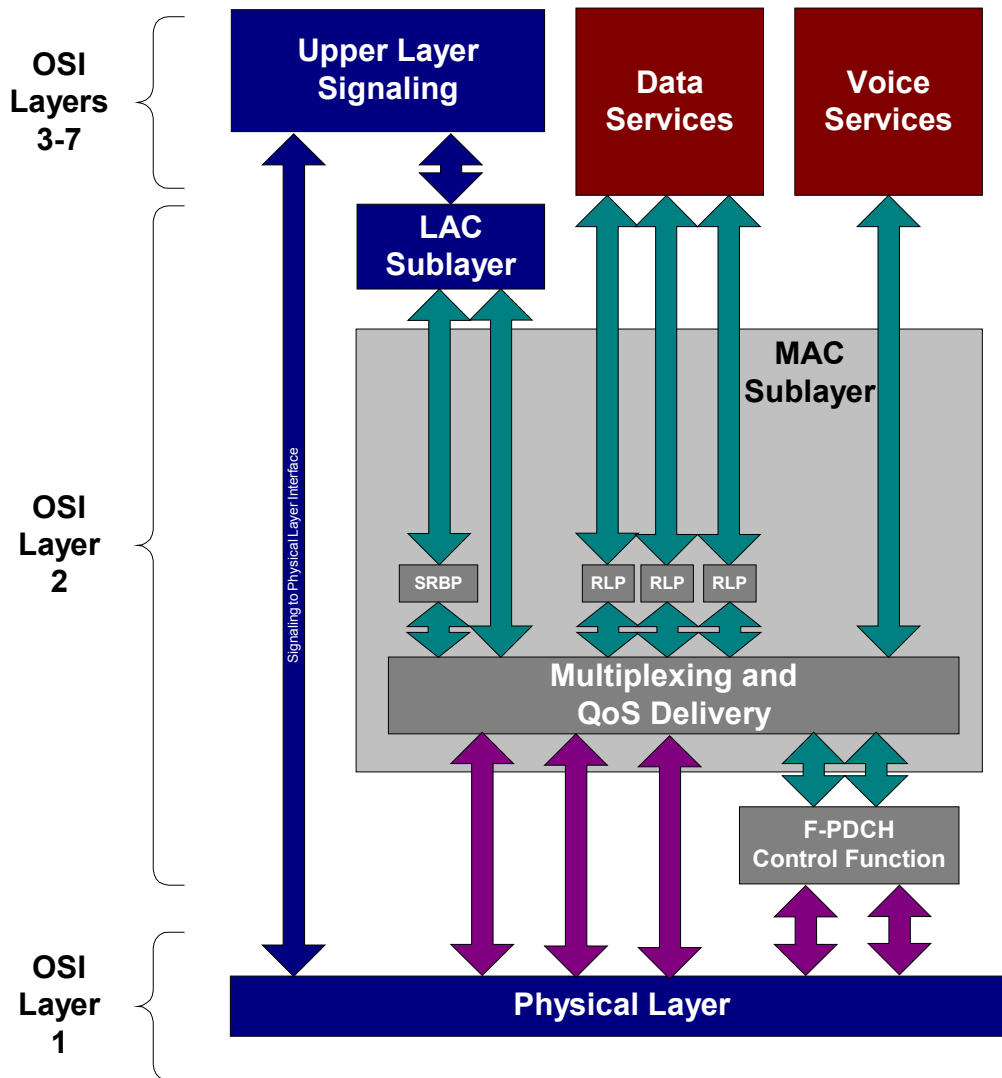 OSI
Layers
3-7
Upper Layer
Signaling
Data
Services
Voice
Services
LAC
Sublayer
MAC
Sublayer
OSI
Layer
2
Signaling to Physical Layer Interface
SRBP
RLP
RLP
RLP
Multiplexing and
QoS Delivery
F-PDCH
Control Function
OSI
Layer
1
Physical Layer